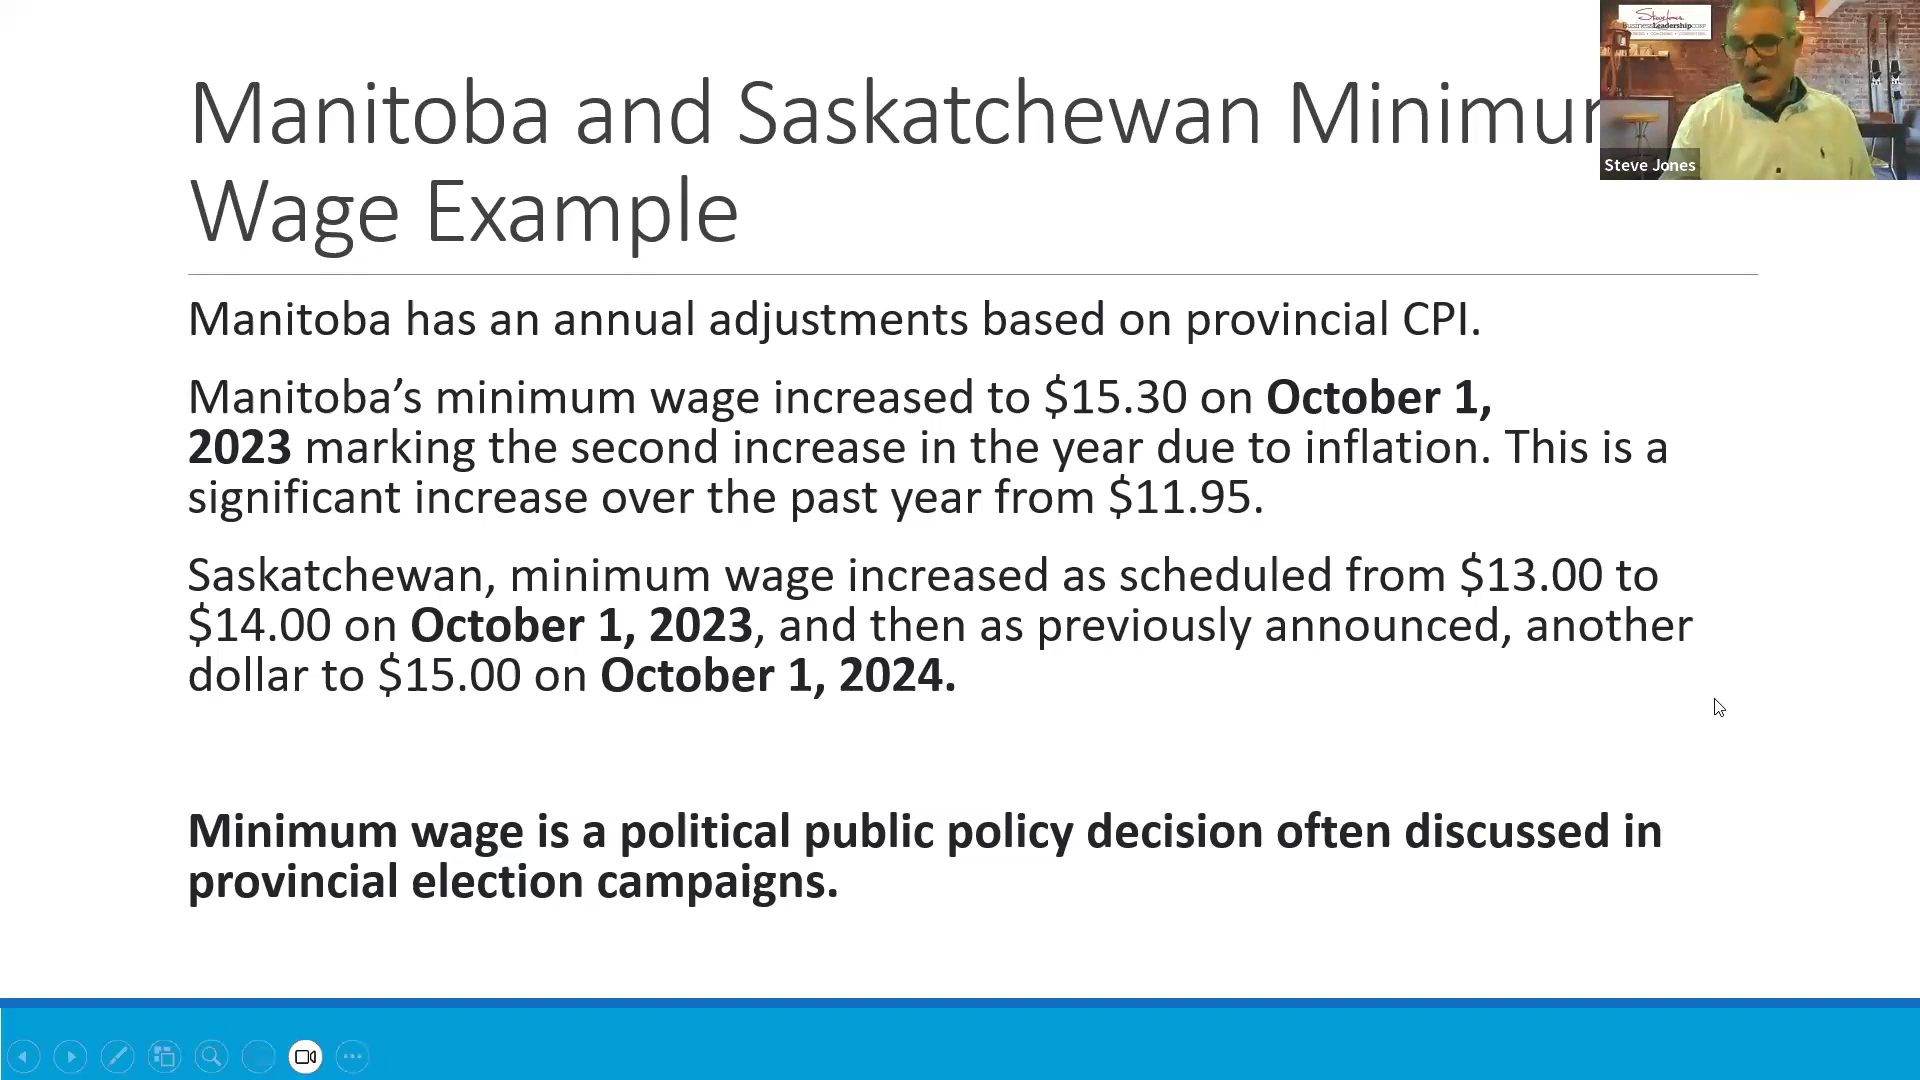 Manitoba and Saskatchewan Minimu
Wage Example
Manitoba has an annual adjustments based on provincial CPI.
Manitoba’s minimum wage increased to $15.30 on October 1,
2023 marking the second increase in the year due to inflation. This is a
significant increase over the past year from $11.95.
Saskatchewan, minimum wage increased as scheduled from $13.00 to
$14.00 on October 1, 2023, and then as previously announced, another
dollar to $15.00 on October 1, 2024.
Minimum wage is a political public policy decision often discussed in
provincial election campaigns.
Steve Jones
BusinessLeadership
Steve Jones